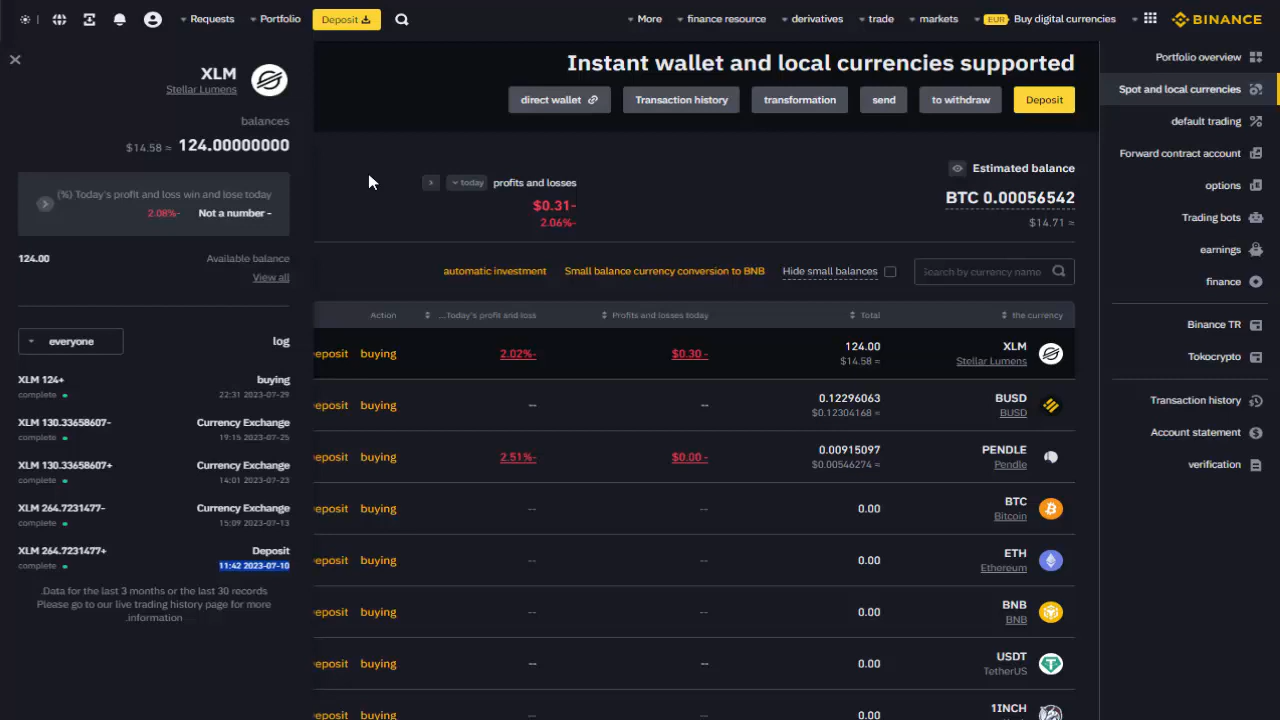 Requests
Portfolio
Deposit
More
finance resource
derivatives
trade
markets
EUR Buy digital currencies
BINANCE
XLM
Stellar Lumens
balances
$14.58 ≈ 124.00000000
(%) Today's profit and loss win and lose today
2.08%- Not a number -
124.00 Available balance
View all
everyone log
XLM 124+ buying
complete 22:31 2023-07-29
XLM 130.33658607- Currency Exchange
complete 19:15 2023-07-25
XLM 130.33658607+ Currency Exchange
complete 14:01 2023-07-23
XLM 264.7231477- Currency Exchange
complete 15:09 2023-07-13
XLM 264.7231477+ Deposit
complete 11:42 2023-07-10
.Data for the last 3 months or the last 30 records
Please go to our live trading history page for more
.information
Instant wallet and local currencies supported
direct wallet
Transaction history
transformation
send
to withdraw
Deposit
today profits and losses
$0.31-
2.06%-
Estimated balance
BTC 0.00056542
$14.71 ≈
automatic investment
Small balance currency conversion to BNB
Hide small balances
Search by currency name
Action ...Today's profit and loss Profits and losses today Total the currency
eposit buying 2.02%- $0.30 - 124.00 XLM
$14.58 ≈ Stellar Lumens
eposit buying -- -- 0.12296063 BUSD
$0.12304168 ≈ BUSD
eposit buying 2.51%- $0.00 - 0.00915097 PENDLE
$0.00546274 ≈ Pendle
eposit buying -- -- 0.00 BTC
Bitcoin
eposit buying -- -- 0.00 ETH
Ethereum
eposit buying -- -- 0.00 BNB
BNB
eposit buying -- -- 0.00 USDT
TetherUS
eposit buying -- -- 0.00 1INCH
Portfolio overview
Spot and local currencies
default trading
Forward contract account
options
Trading bots
earnings
finance
Binance TR
Tokocrypto
Transaction history
Account statement
verification